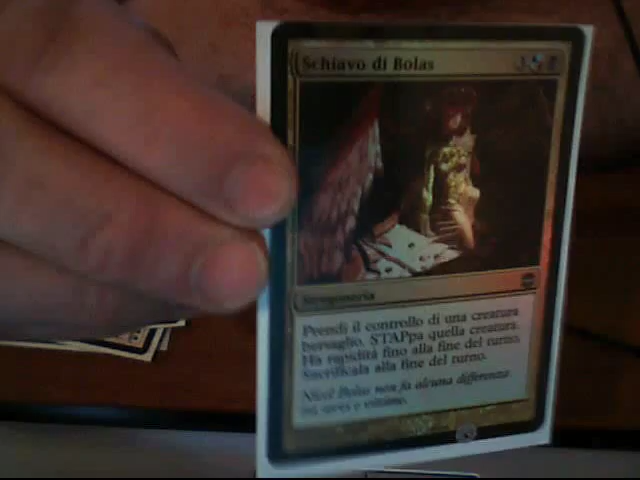 Schiavo di Bolas
3
Stregoneria
Prendi il controllo di una creatura
bersaglio. STAPpa quella creatura.
Ha rapidità fino alla fine del turno.
Sacrificala alla fine del turno.
Nicol Bolas non fa alcuna differenza
tra servo e vittima.